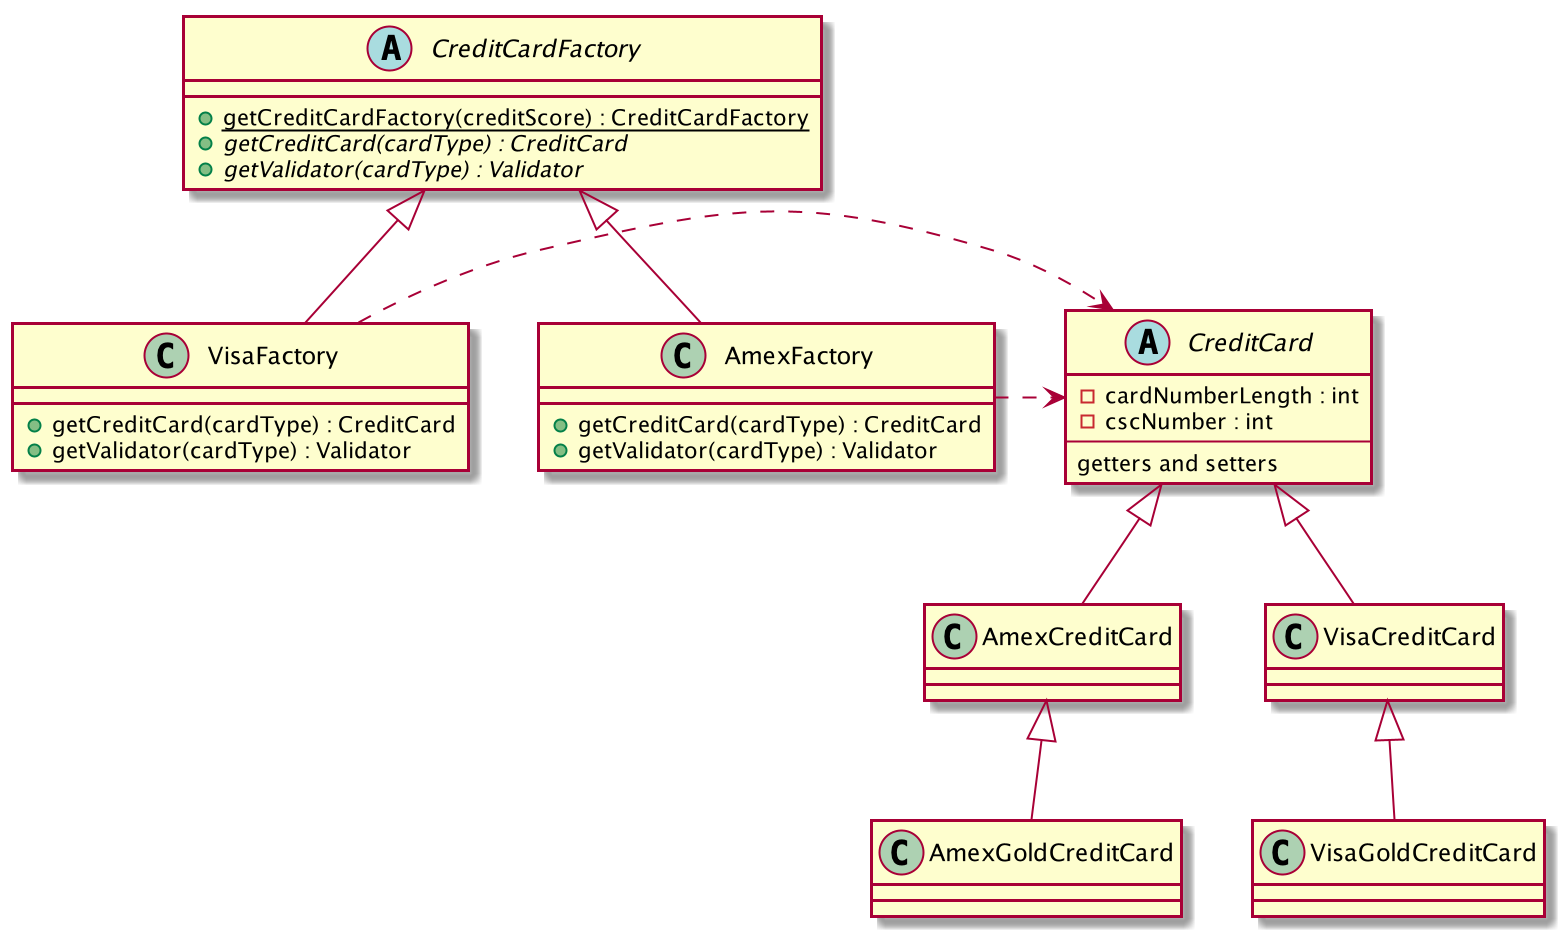 A CreditCardFactory
getCreditCardFactory(creditScore) : CreditCardFactory
getCreditCard(cardType) : CreditCard
getValidator(cardType) : Validator
C VisaFactory
getCreditCard(cardType) : CreditCard
getValidator(cardType) : Validator
C AmexFactory
getCreditCard(cardType) : CreditCard
getValidator(cardType) : Validator
A CreditCard
cardNumberLength : int
cscNumber : int
getters and setters
C AmexCreditCard
C VisaCreditCard
C AmexGoldCreditCard
C VisaGoldCreditCard